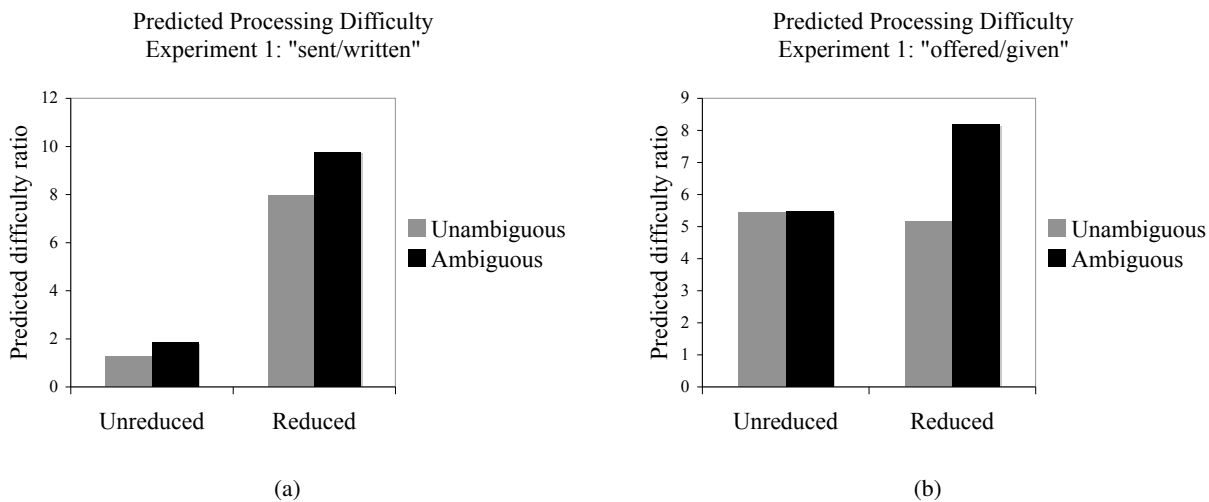 Predicted Processing Difficulty
Experiment 1: "sent/written"
12
10
8
6
4
2
0
Predicted difficulty ratio
Unreduced
Reduced
Unambiguous
Ambiguous
(a)
Predicted Processing Difficulty
Experiment 1: "offered/given"
9
8
7
6
5
4
3
2
1
0
Predicted difficulty ratio
Unreduced
Reduced
Unambiguous
Ambiguous
(b)